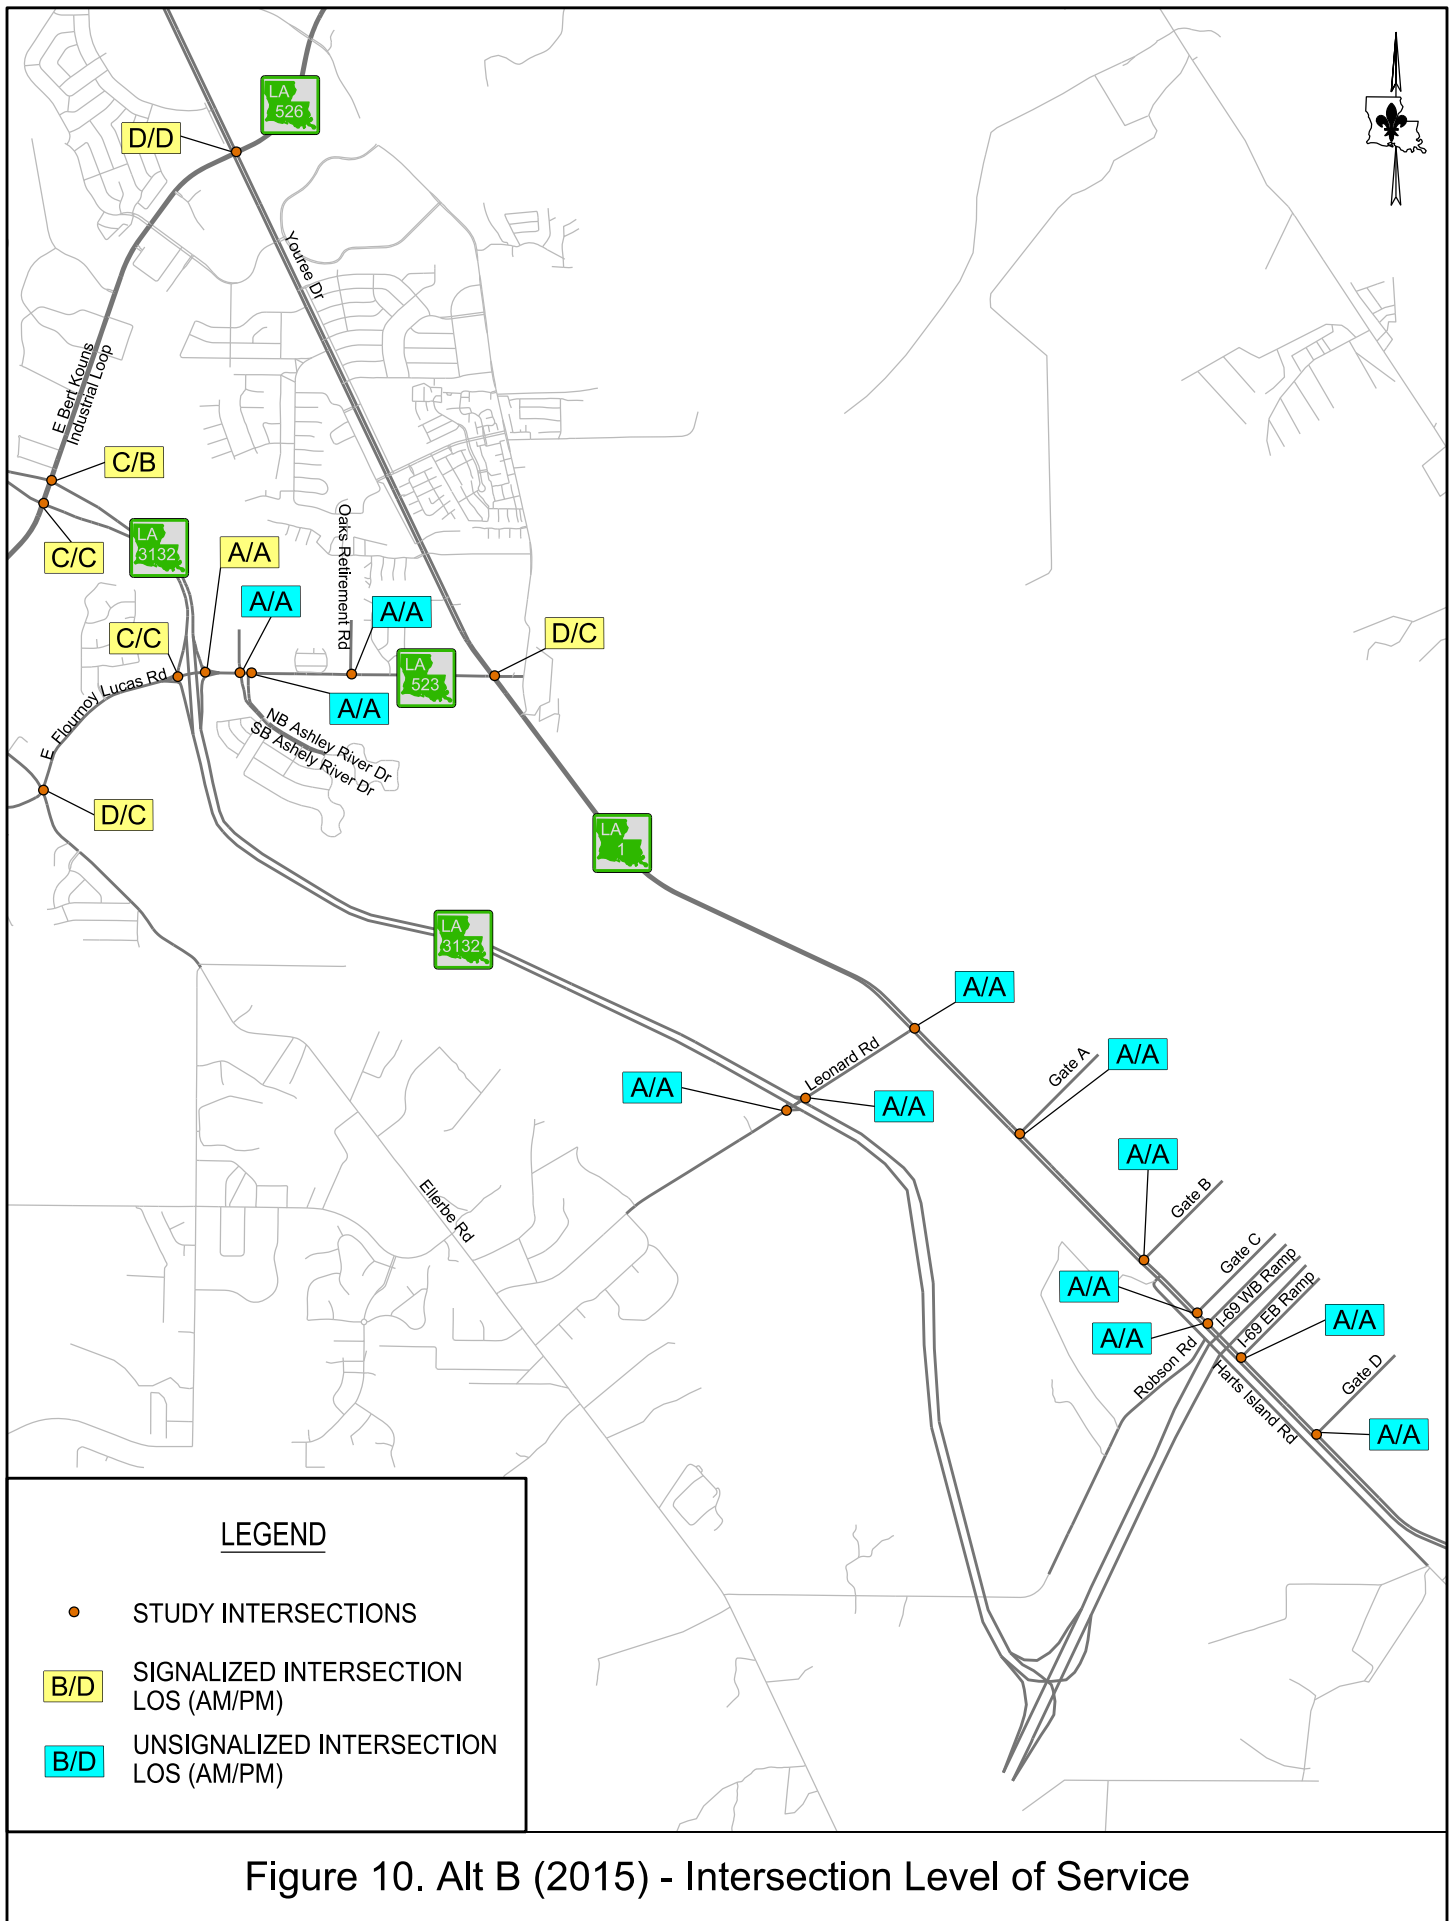 LA
526
D/D
Youree Dr
E Bert Kouns
Industrial Loop
C/B
LA
3132
C/C
A/A
A/A
Oaks Retirement Rd
A/A
C/C
D/C
LA
523
A/A
E. Flournoy Lucas Rd
NB Ashley River Dr
SB Ashely River Dr
D/C
LA
1
LA
3132
A/A
Leonard Rd
Gate A
A/A
A/A
A/A
A/A
Gate B
Ellerbe Rd
Gate C
I-69 WB Ramp
I-69 EB Ramp
A/A
A/A
A/A
Robson Rd
Harts Island Rd
Gate D
A/A
LEGEND
STUDY INTERSECTIONS
B/D
SIGNALIZED INTERSECTION
LOS (AM/PM)
B/D
UNSIGNALIZED INTERSECTION
LOS (AM/PM)
Figure 10. Alt B (2015) - Intersection Level of Service